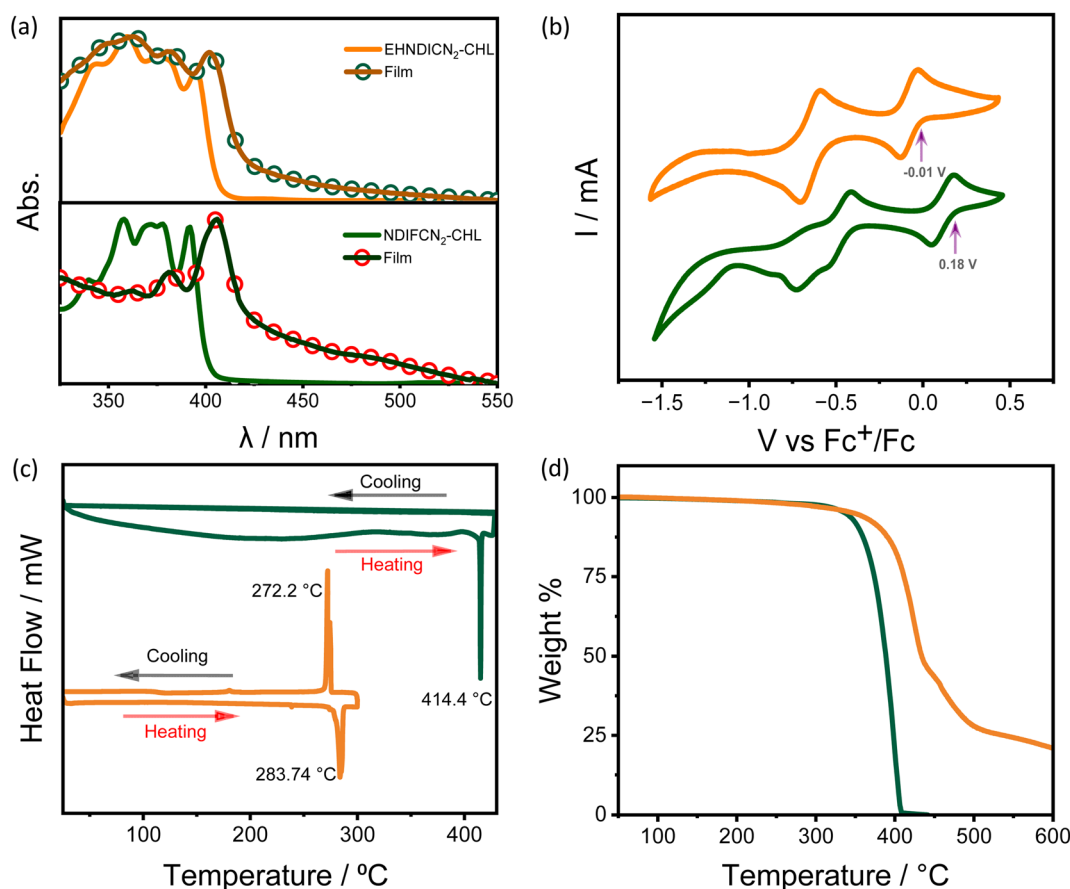 (a)
EHNDICN₂-CHL
Film
NDIFCN₂-CHL
Film
Abs.
350 400 450 500 550
λ / nm
(b)
I / mA
-0.01 V
0.18 V
−1.5 −1.0 −0.5 0.0 0.5
V vs Fc⁺/Fc
(c)
Cooling
Heating
272.2 °C
Cooling
414.4 °C
Heating
283.74 °C
Heat Flow / mW
100 200 300 400
Temperature / ºC
(d)
100
75
50
25
0
Weight %
100 200 300 400 500 600
Temperature / °C